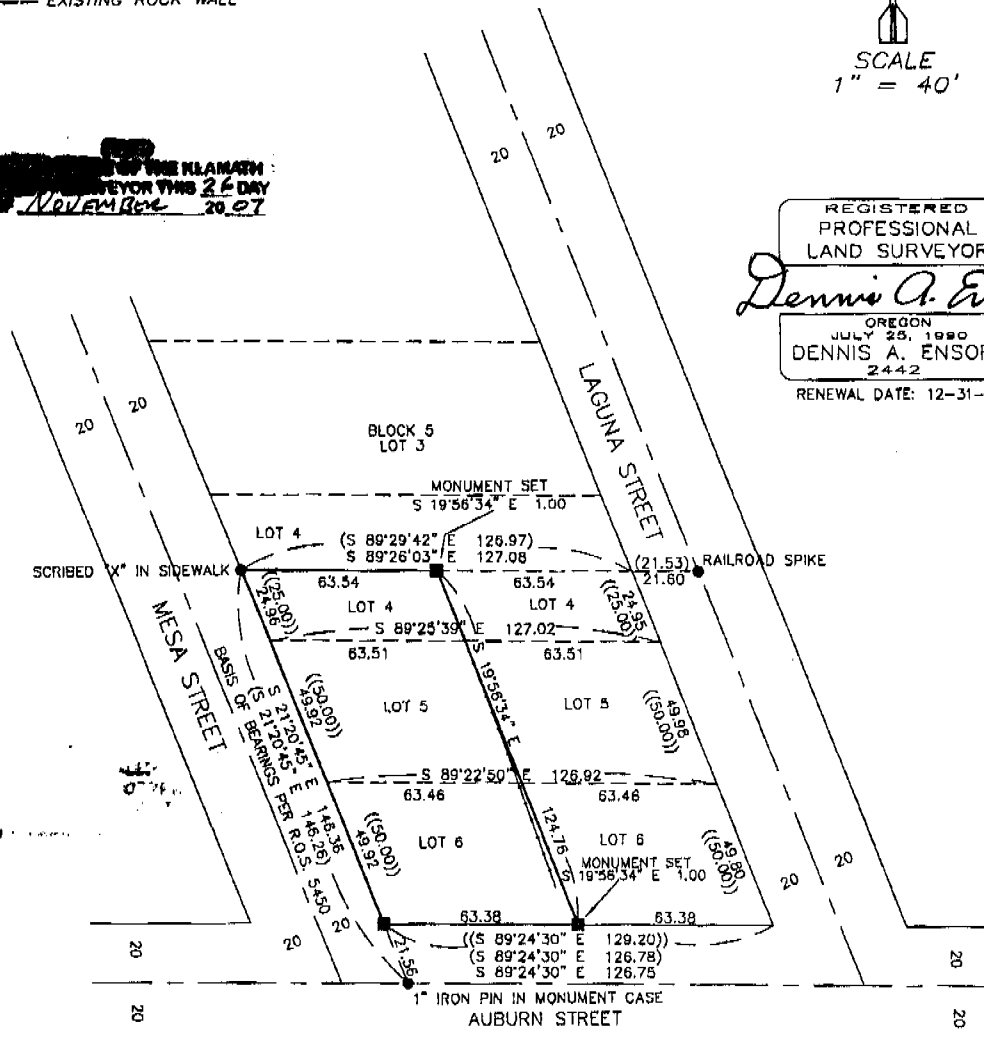 EXISTING ROCK WALL
SCALE
1" = 40'
OF THE KLAMATH
THIS 26 DAY
NOVEMBER 20 07
REGISTERED
PROFESSIONAL
LAND SURVEYOR
Dennis A. En
OREGON
JULY 25, 1990
DENNIS A. ENSOR
2442
RENEWAL DATE: 12-31-
20
20
20
20
LAGUNA STREET
BLOCK 5
LOT 3
MONUMENT SET
S 19°56'34" E 1.00
LOT 4
(S 89°29'42" E 126.97)
S 89°26'03" E 127.08
SCRIBED "X" IN SIDEWALK
63.54
63.54
(21.53)
21.60
RAILROAD SPIKE
((25.00))
24.96
LOT 4
LOT 4
24.95
((25.00))
S 89°25'39" E 127.02
63.51
63.51
MESA STREET
BASIS OF BEARINGS PER R.O.S. 5450
(S 21°20'45" E 146.26)
S 21°20'45" E 146.36
((50.00))
49.92
LOT 5
S 19°56'34" E
124.76
LOT 5
49.98
((50.00))
S 89°22'50" E 126.92
63.46
63.46
((50.00))
49.92
LOT 6
LOT 6
49.80
((50.00))
MONUMENT SET
S 19°56'34" E 1.00
20
20
63.38
63.38
20
20
20
20
21.56
((S 89°24'30" E 129.20))
(S 89°24'30" E 126.78)
S 89°24'30" E 126.75
1" IRON PIN IN MONUMENT CASE
AUBURN STREET
20
20